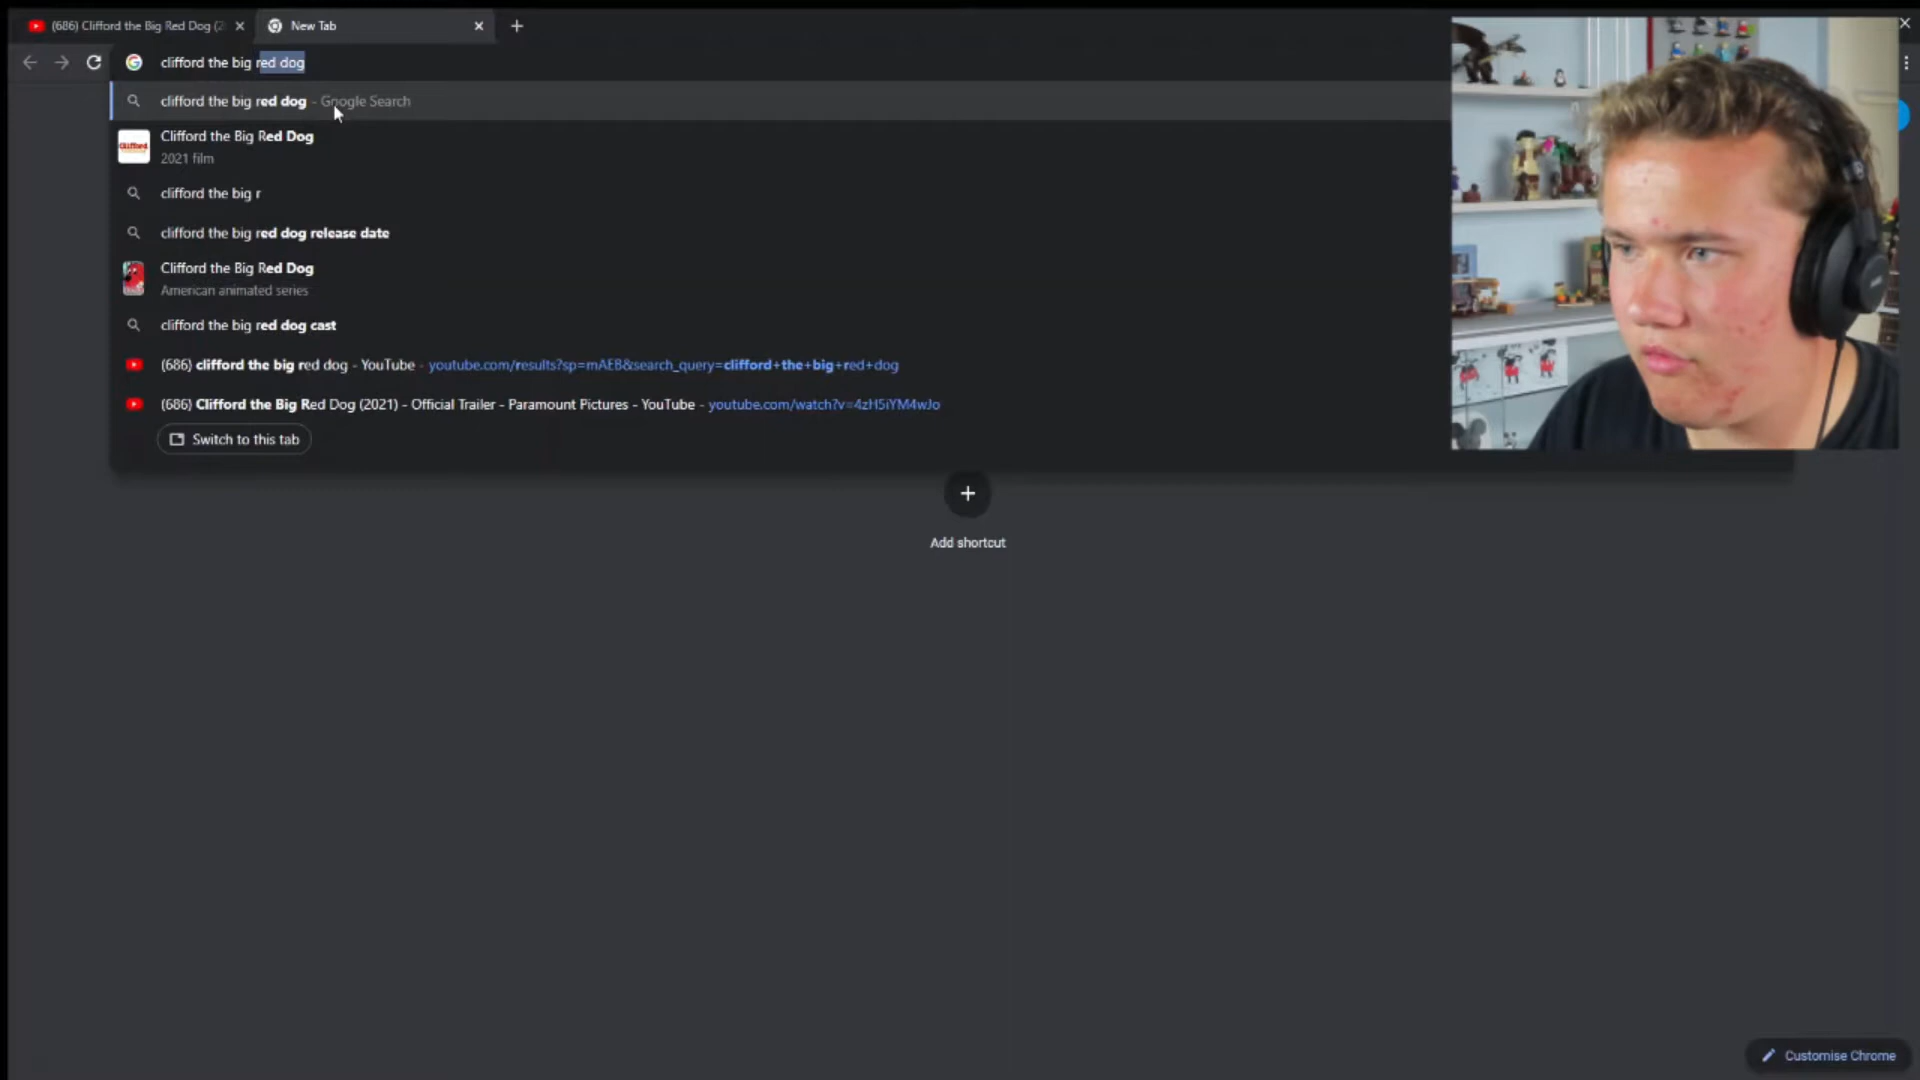 (686) Clifford the Big Red Dog (2
New Tab
clifford the big red dog
clifford the big red dog - Google Search
Clifford the Big Red Dog
2021 film
clifford the big r
clifford the big red dog release date
Clifford the Big Red Dog
American animated series
clifford the big red dog cast
(686) clifford the big red dog - YouTube - youtube.com/results?sp=mAEB&search_query=clifford+the+big+red+dog
(686) Clifford the Big Red Dog (2021) - Official Trailer - Paramount Pictures - YouTube - youtube.com/watch?v=4zH5iYM4wJo
Switch to this tab
Add shortcut
Customise Chrome